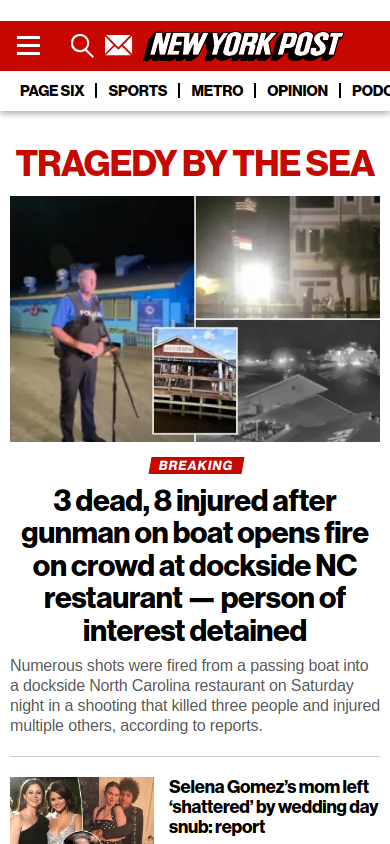 NEW YORK POST
PAGE SIX
SPORTS
METRO
OPINION
PODC
TRAGEDY BY THE SEA
BREAKING
3 dead, 8 injured after
gunman on boat opens fire
on crowd at dockside NC
restaurant — person of
interest detained
Numerous shots were fired from a passing boat into
a dockside North Carolina restaurant on Saturday
night in a shooting that killed three people and injured
multiple others, according to reports.
Selena Gomez’s mom left
‘shattered’ by wedding day
snub: report